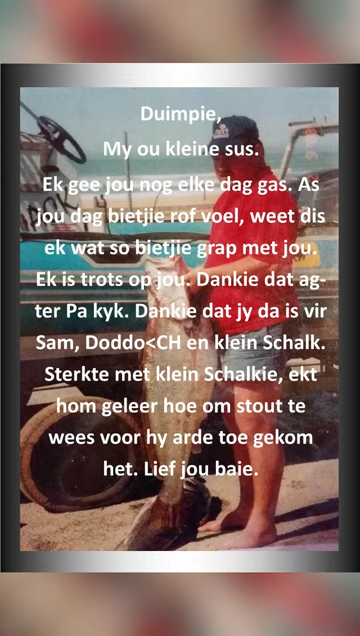 Duimpie,
My ou kleine sus.
Ek gee jou nog elke dag gas. As
jou dag bietjie rof voel, weet dis
ek wat so bietjie grap met jou.
Ek is trots op jou. Dankie dat ag-
ter Pa kyk. Dankie dat jy da is vir
Sam, Doddo<CH en klein Schalk.
Sterkte met klein Schalkie, ekt
hom geleer hoe om stout te
wees voor hy arde toe gekom
het. Lief jou baie.